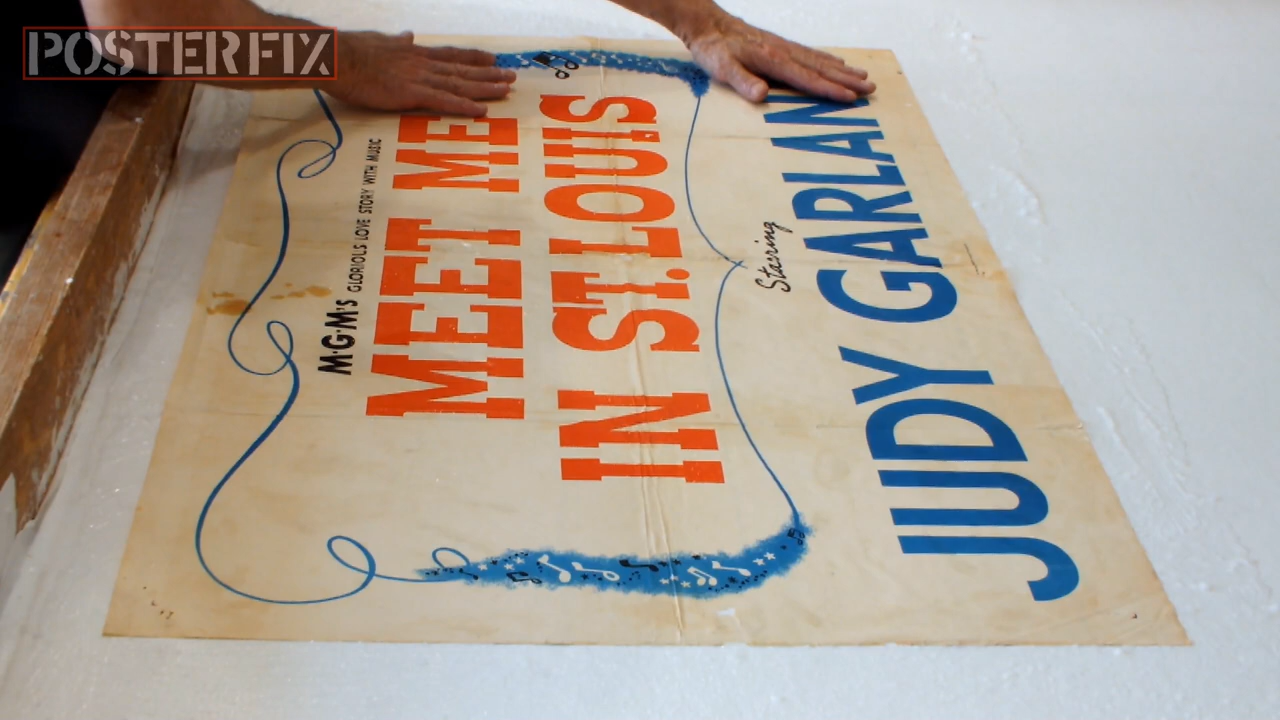 POSTERFIX
M·G·M's GLORIOUS LOVE STORY WITH MUSIC
MEET ME
IN ST. LOUIS
Starring
JUDY GARLAN